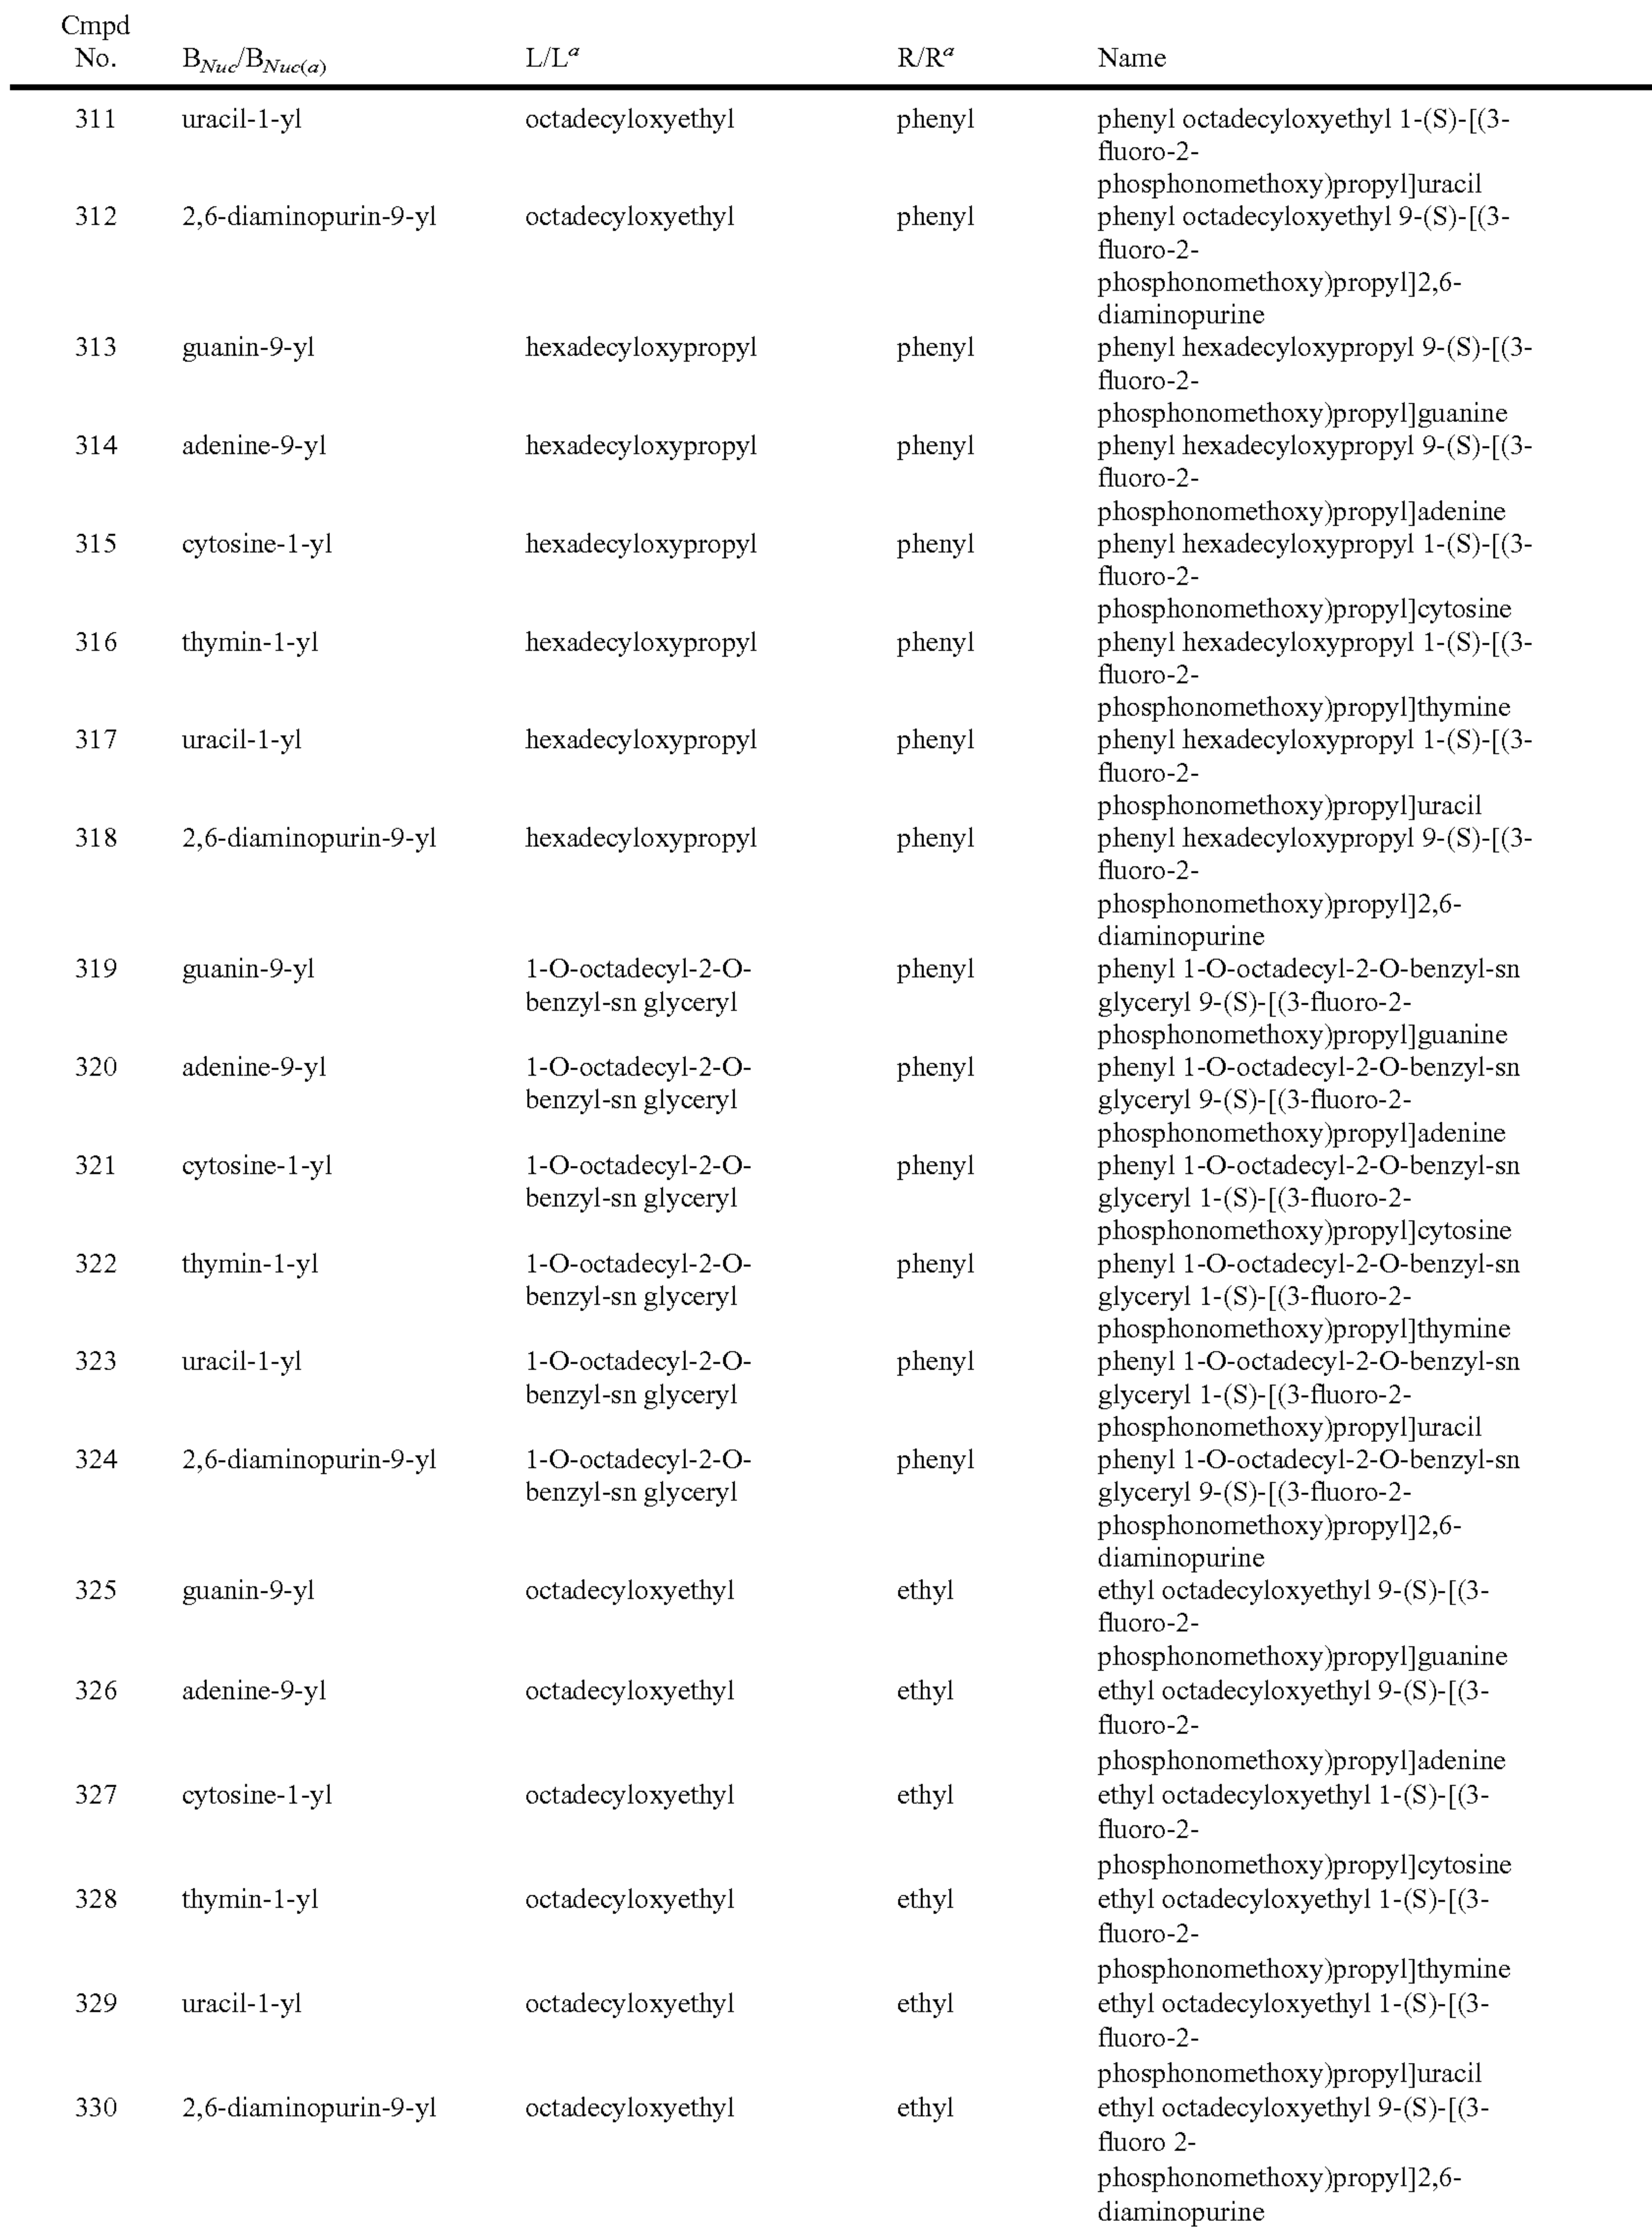 Cmpd
No. B_Nuc/B_Nuc(a) L/L^a R/R^a Name
311 uracil-1-yl octadecyloxyethyl phenyl phenyl octadecyloxyethyl 1-(S)-[(3-
fluoro-2-
phosphonomethoxy)propyl]uracil
312 2,6-diaminopurin-9-yl octadecyloxyethyl phenyl phenyl octadecyloxyethyl 9-(S)-[(3-
fluoro-2-
phosphonomethoxy)propyl]2,6-
diaminopurine
313 guanin-9-yl hexadecyloxypropyl phenyl phenyl hexadecyloxypropyl 9-(S)-[(3-
fluoro-2-
phosphonomethoxy)propyl]guanine
314 adenine-9-yl hexadecyloxypropyl phenyl phenyl hexadecyloxypropyl 9-(S)-[(3-
fluoro-2-
phosphonomethoxy)propyl]adenine
315 cytosine-1-yl hexadecyloxypropyl phenyl phenyl hexadecyloxypropyl 1-(S)-[(3-
fluoro-2-
phosphonomethoxy)propyl]cytosine
316 thymin-1-yl hexadecyloxypropyl phenyl phenyl hexadecyloxypropyl 1-(S)-[(3-
fluoro-2-
phosphonomethoxy)propyl]thymine
317 uracil-1-yl hexadecyloxypropyl phenyl phenyl hexadecyloxypropyl 1-(S)-[(3-
fluoro-2-
phosphonomethoxy)propyl]uracil
318 2,6-diaminopurin-9-yl hexadecyloxypropyl phenyl phenyl hexadecyloxypropyl 9-(S)-[(3-
fluoro-2-
phosphonomethoxy)propyl]2,6-
diaminopurine
319 guanin-9-yl 1-O-octadecyl-2-O- phenyl phenyl 1-O-octadecyl-2-O-benzyl-sn
benzyl-sn glyceryl glyceryl 9-(S)-[(3-fluoro-2-
phosphonomethoxy)propyl]guanine
320 adenine-9-yl 1-O-octadecyl-2-O- phenyl phenyl 1-O-octadecyl-2-O-benzyl-sn
benzyl-sn glyceryl glyceryl 9-(S)-[(3-fluoro-2-
phosphonomethoxy)propyl]adenine
321 cytosine-1-yl 1-O-octadecyl-2-O- phenyl phenyl 1-O-octadecyl-2-O-benzyl-sn
benzyl-sn glyceryl glyceryl 1-(S)-[(3-fluoro-2-
phosphonomethoxy)propyl]cytosine
322 thymin-1-yl 1-O-octadecyl-2-O- phenyl phenyl 1-O-octadecyl-2-O-benzyl-sn
benzyl-sn glyceryl glyceryl 1-(S)-[(3-fluoro-2-
phosphonomethoxy)propyl]thymine
323 uracil-1-yl 1-O-octadecyl-2-O- phenyl phenyl 1-O-octadecyl-2-O-benzyl-sn
benzyl-sn glyceryl glyceryl 1-(S)-[(3-fluoro-2-
phosphonomethoxy)propyl]uracil
324 2,6-diaminopurin-9-yl 1-O-octadecyl-2-O- phenyl phenyl 1-O-octadecyl-2-O-benzyl-sn
benzyl-sn glyceryl glyceryl 9-(S)-[(3-fluoro-2-
phosphonomethoxy)propyl]2,6-
diaminopurine
325 guanin-9-yl octadecyloxyethyl ethyl ethyl octadecyloxyethyl 9-(S)-[(3-
fluoro-2-
phosphonomethoxy)propyl]guanine
326 adenine-9-yl octadecyloxyethyl ethyl ethyl octadecyloxyethyl 9-(S)-[(3-
fluoro-2-
phosphonomethoxy)propyl]adenine
327 cytosine-1-yl octadecyloxyethyl ethyl ethyl octadecyloxyethyl 1-(S)-[(3-
fluoro-2-
phosphonomethoxy)propyl]cytosine
328 thymin-1-yl octadecyloxyethyl ethyl ethyl octadecyloxyethyl 1-(S)-[(3-
fluoro-2-
phosphonomethoxy)propyl]thymine
329 uracil-1-yl octadecyloxyethyl ethyl ethyl octadecyloxyethyl 1-(S)-[(3-
fluoro-2-
phosphonomethoxy)propyl]uracil
330 2,6-diaminopurin-9-yl octadecyloxyethyl ethyl ethyl octadecyloxyethyl 9-(S)-[(3-
fluoro 2-
phosphonomethoxy)propyl]2,6-
diaminopurine